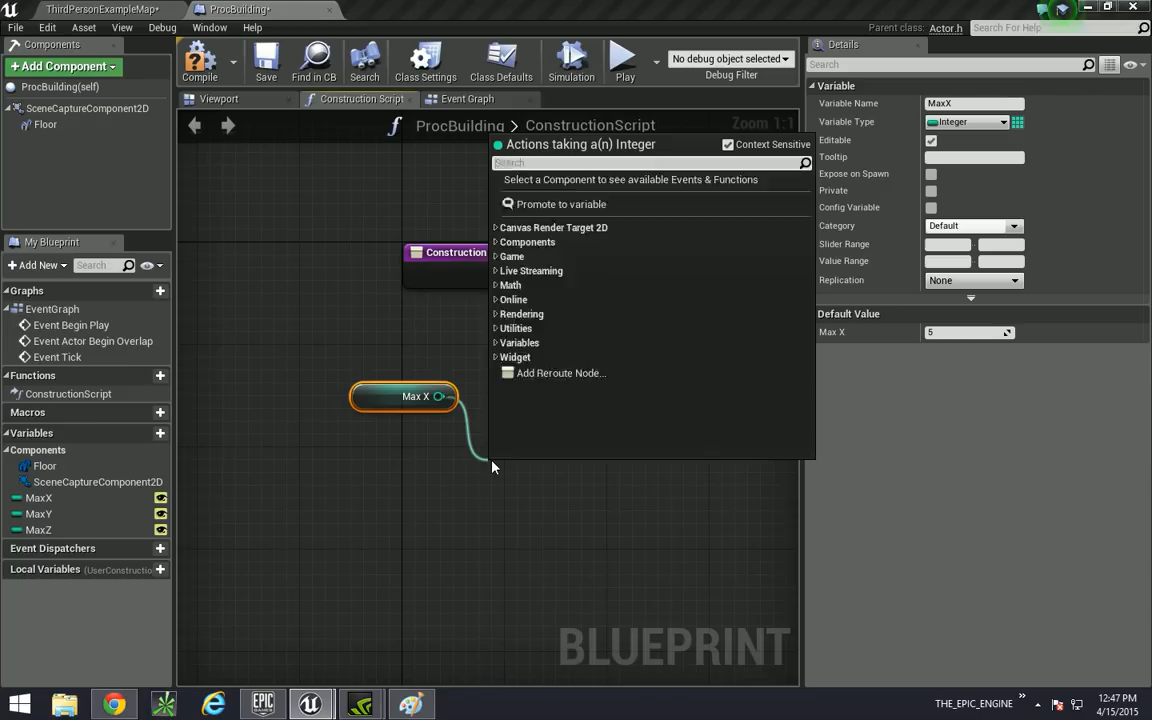 ThirdPersonExampleMap*
ProcBuilding*
File Edit Asset View Debug Window Help
Parent class: Actor.h
Search For Help
Components
+ Add Component
ProcBuilding(self)
SceneCaptureComponent2D
Floor
Compile
Save
Find in CB
Search
Class Settings
Class Defaults
Simulation
Play
No debug object selected
Debug Filter
Viewport
Construction Script
Event Graph
ProcBuilding > ConstructionScript
Zoom 1:1
Actions taking a(n) Integer
Context Sensitive
Search
Select a Component to see available Events & Functions
Promote to variable
Canvas Render Target 2D
Components
Game
Live Streaming
Math
Online
Rendering
Utilities
Variables
Widget
Add Reroute Node...
Construction
Max X
BLUEPRINT
My Blueprint
Add New
Search
Graphs
EventGraph
Event Begin Play
Event Actor Begin Overlap
Event Tick
Functions
ConstructionScript
Macros
Variables
Components
Floor
SceneCaptureComponent2D
MaxX
MaxY
MaxZ
Event Dispatchers
Local Variables (UserConstructio
Details
Search
Variable
Variable Name MaxX
Variable Type Integer
Editable
Tooltip
Expose on Spawn
Private
Config Variable
Category Default
Slider Range
Value Range
Replication None
Default Value
Max X 5
EPIC GAMES
THE_EPIC_ENGINE
12:47 PM
4/15/2015